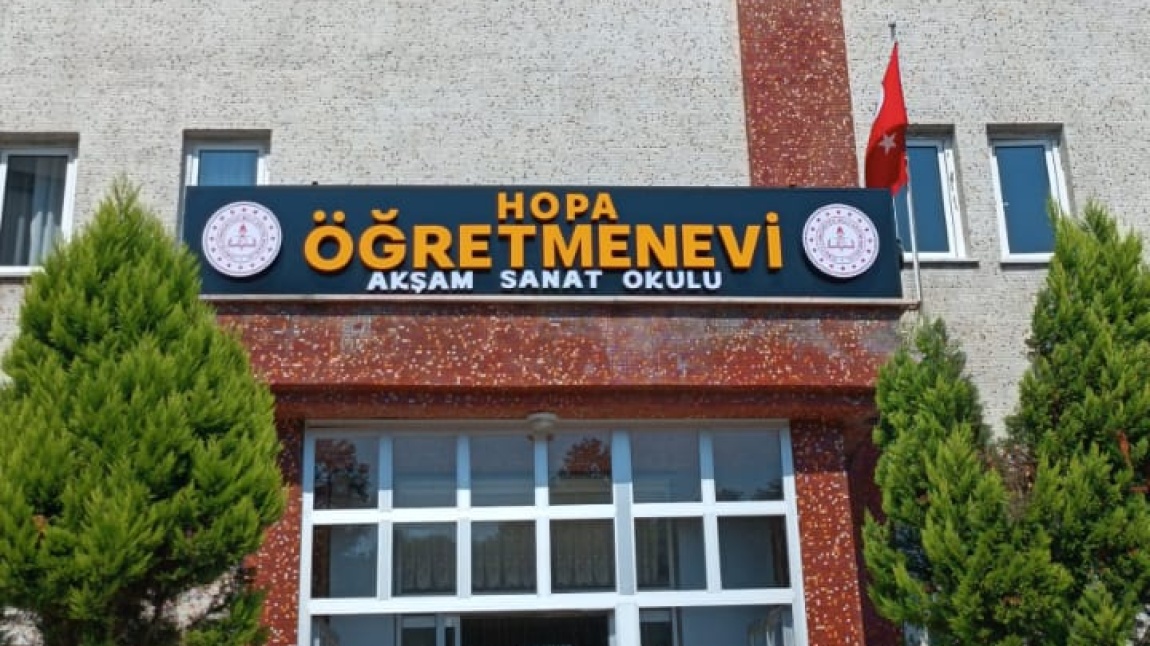 HOPA
ÖĞRETMENEVİ
AKŞAM SANAT OKULU